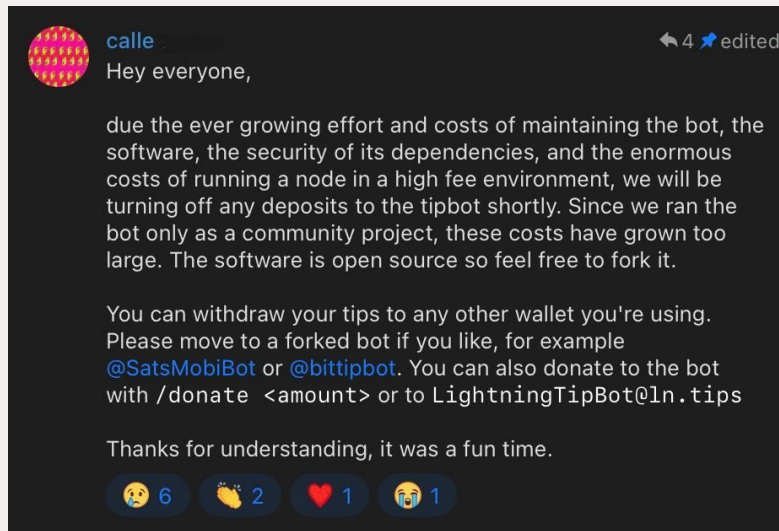 calle
4 edited
Hey everyone,
due the ever growing effort and costs of maintaining the bot, the
software, the security of its dependencies, and the enormous
costs of running a node in a high fee environment, we will be
turning off any deposits to the tipbot shortly. Since we ran the
bot only as a community project, these costs have grown too
large. The software is open source so feel free to fork it.
You can withdraw your tips to any other wallet you're using.
Please move to a forked bot if you like, for example
@SatsMobiBot or @bittipbot. You can also donate to the bot
with /donate <amount> or to LightningTipBot@ln.tips
Thanks for understanding, it was a fun time.
😢 6 👏 2 ❤️ 1 😭 1